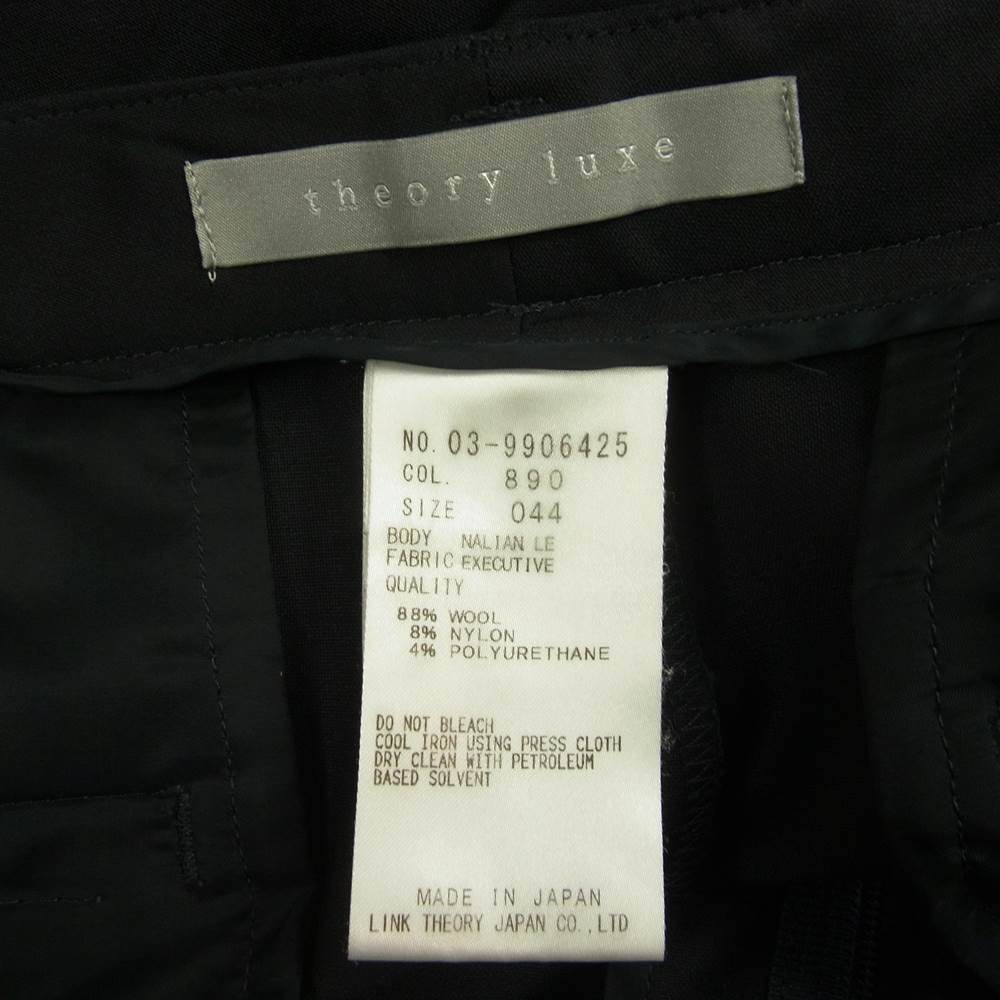 theory luxe
NO. 03-9906425
COL. 890
SIZE 044
BODY NALIAN LE
FABRIC EXECUTIVE
QUALITY
88% WOOL
8% NYLON
4% POLYURETHANE
DO NOT BLEACH
COOL IRON USING PRESS CLOTH
DRY CLEAN WITH PETROLEUM
BASED SOLVENT
MADE IN JAPAN
LINK THEORY JAPAN CO.,LTD